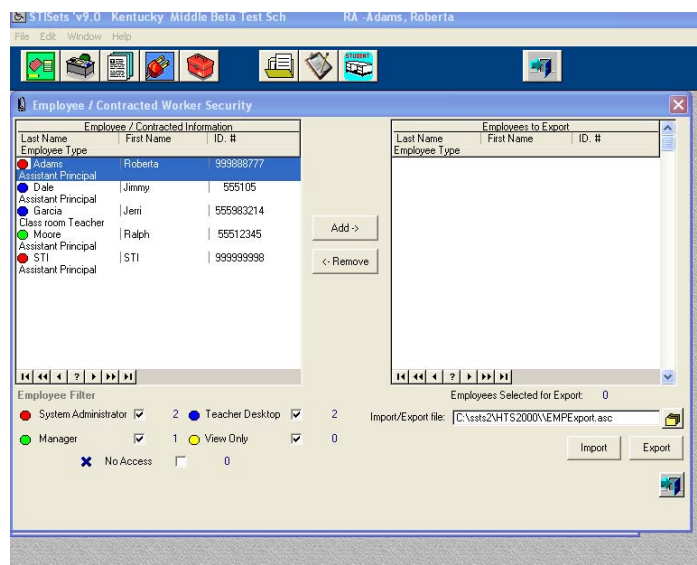 STISets 'v9.0 Kentucky Middle Beta Test Sch RA -Adams, Roberta
File Edit Window Help
STUDENT
Employee / Contracted Worker Security
Employee / Contracted Information
Last Name First Name ID. #
Employee Type
Adams Roberta 999888777
Assistant Principal
Dale Jimmy 555105
Assistant Principal
Garcia Jerri 555983214
Class room Teacher
Moore Ralph 55512345
Assistant Principal
STI STI 999999998
Assistant Principal
Add ->
<- Remove
Employees to Export
Last Name First Name ID. #
Employee Type
Employee Filter
System Administrator 2 Teacher Desktop 2
Manager 1 View Only 0
No Access 0
Employees Selected for Export: 0
Import/Export file: C:\ssts2\HTS2000\\EMPExport.asc
Import Export